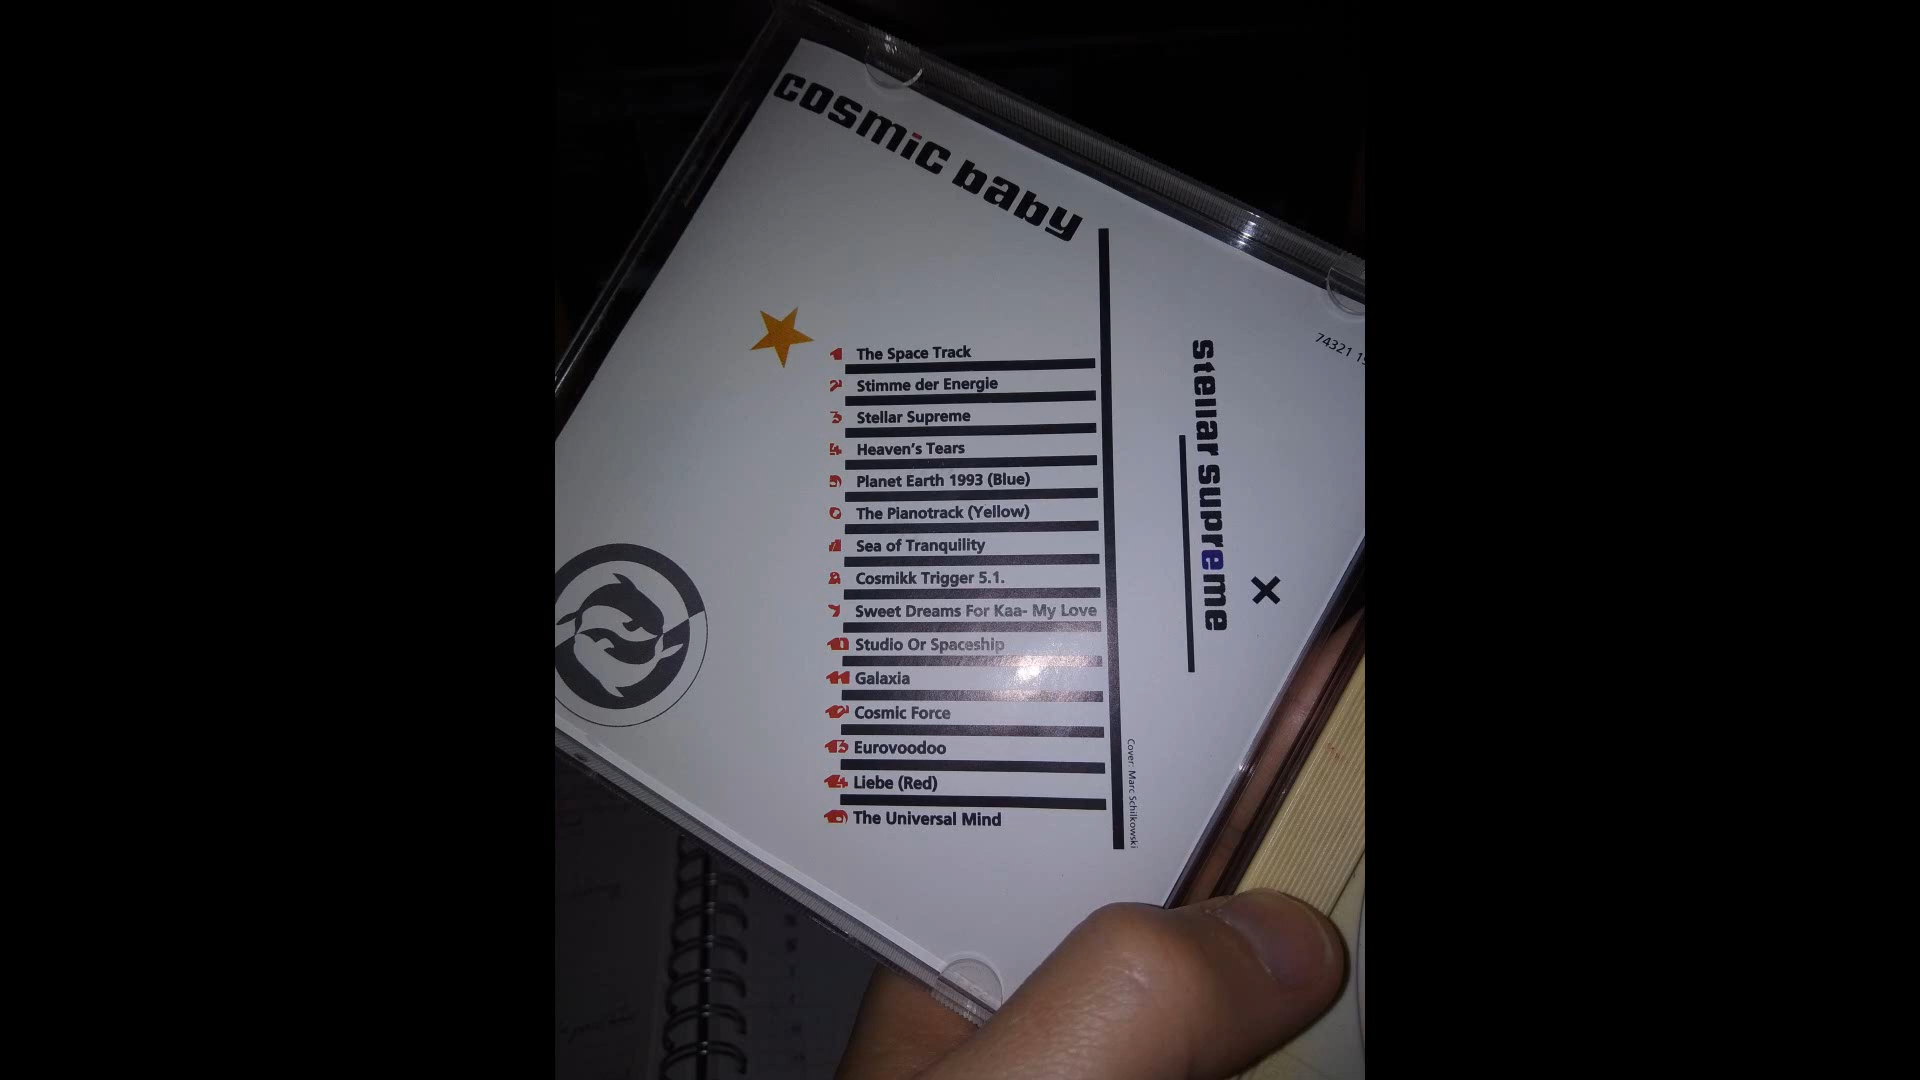 cosmic baby
1 The Space Track
2 Stimme der Energie
3 Stellar Supreme
4 Heaven's Tears
5 Planet Earth 1993 (Blue)
6 The Pianotrack (Yellow)
7 Sea of Tranquility
8 Cosmikk Trigger 5.1.
9 Sweet Dreams For Kaa- My Love
10 Studio Or Spaceship
11 Galaxia
12 Cosmic Force
13 Eurovoodoo
14 Liebe (Red)
15 The Universal Mind
Cover: Marc Schilkowski
stellar supreme
X
74321